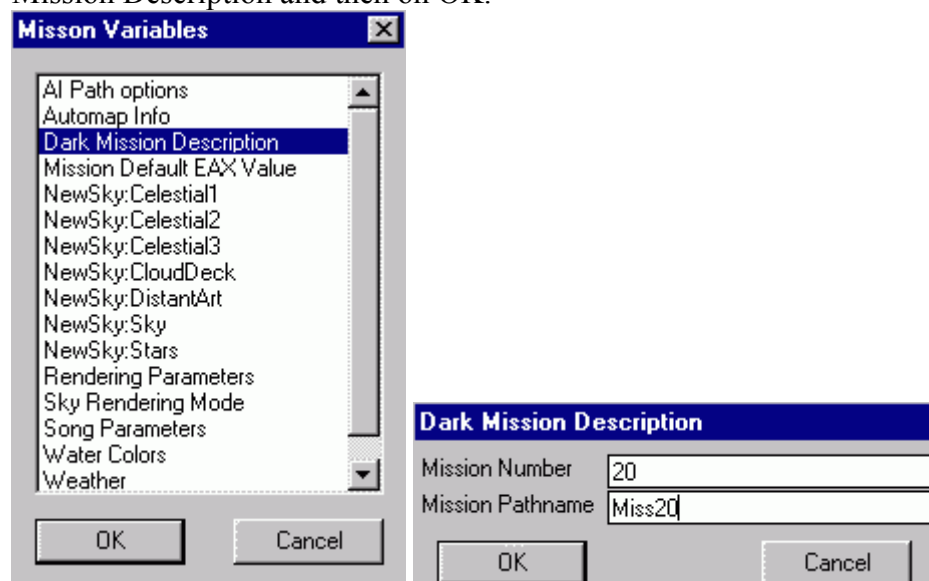 Mission Description and then on OK.
Misson Variables
AI Path options
Automap Info
Dark Mission Description
Mission Default EAX Value
NewSky:Celestial1
NewSky:Celestial2
NewSky:Celestial3
NewSky:CloudDeck
NewSky:DistantArt
NewSky:Sky
NewSky:Stars
Rendering Parameters
Sky Rendering Mode
Song Parameters
Water Colors
Weather
OK Cancel
Dark Mission Description
Mission Number 20
Mission Pathname Miss20
OK Cancel